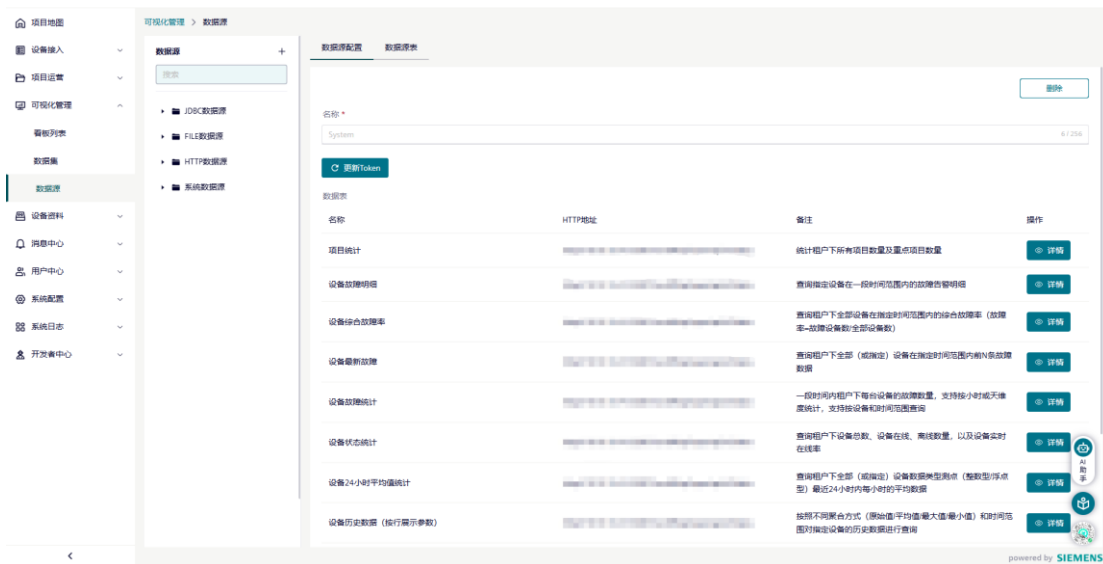 项目地图
设备接入
项目运营
可视化管理
看板列表
数据集
数据源
设备资料
消息中心
用户中心
系统配置
系统日志
开发者中心
可视化管理 > 数据源
数据源 +
搜索
JDBC数据源
FILE数据源
HTTP数据源
系统数据源
数据源配置 数据源表
删除
名称 *
System 6 / 256
更新Token
数据表
名称 HTTP地址 备注 操作
项目统计 统计租户下所有项目数量及重点项目数量 详情
设备故障明细 查询指定设备在一段时间范围内的故障告警明细 详情
设备综合故障率 查询租户下全部设备在指定时间范围内的综合故障率（故障
率=故障设备数/全部设备数） 详情
设备最新故障 查询租户下全部（或指定）设备在指定时间范围内前N条故障
数据 详情
设备故障统计 一段时间内租户下每台设备的故障数量，支持按小时或天维
度统计，支持按设备和时间范围查询 详情
设备状态统计 查询租户下设备总数、设备在线、离线数量，以及设备实时
在线率 详情
设备24小时平均值统计 查询租户下全部（或指定）设备数据类型测点（整数型/浮点
型）最近24小时内每小时的平均数据 详情
设备历史数据（按行展示参数） 按照不同聚合方式（原始值/平均值/最大值/最小值）和时间范
围对指定设备的历史数据进行查询 详情
AI
助
手
powered by SIEMENS